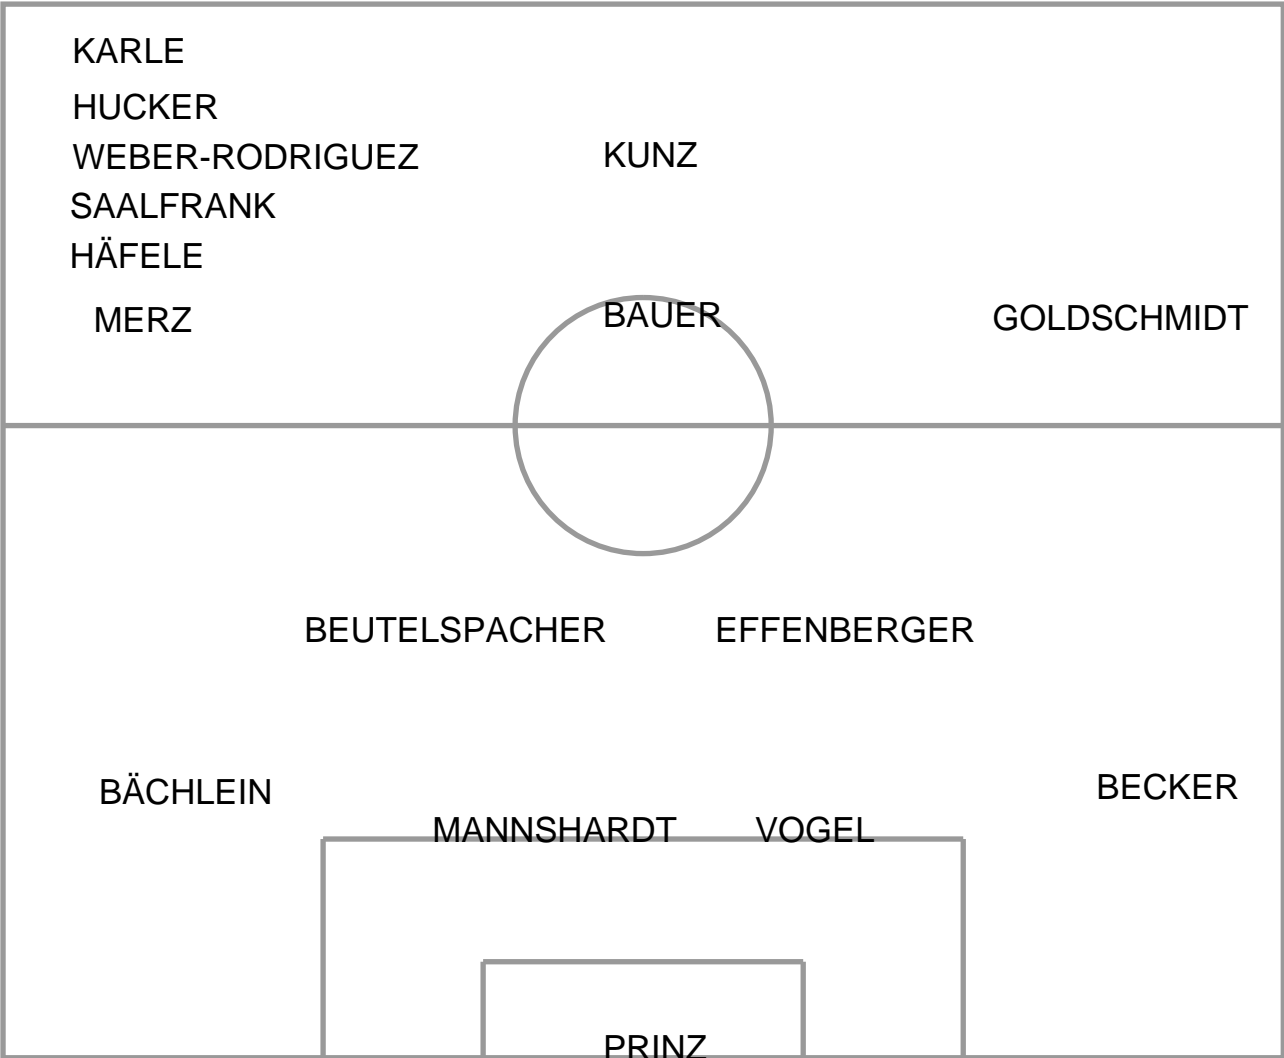 KARLE
HUCKER
WEBER-RODRIGUEZ
KUNZ
SAALFRANK
HÄFELE
MERZ
BAUER
GOLDSCHMIDT
BEUTELSPACHER
EFFENBERGER
BÄCHLEIN
BECKER
MANNSHARDT
VOGEL
PRINZ